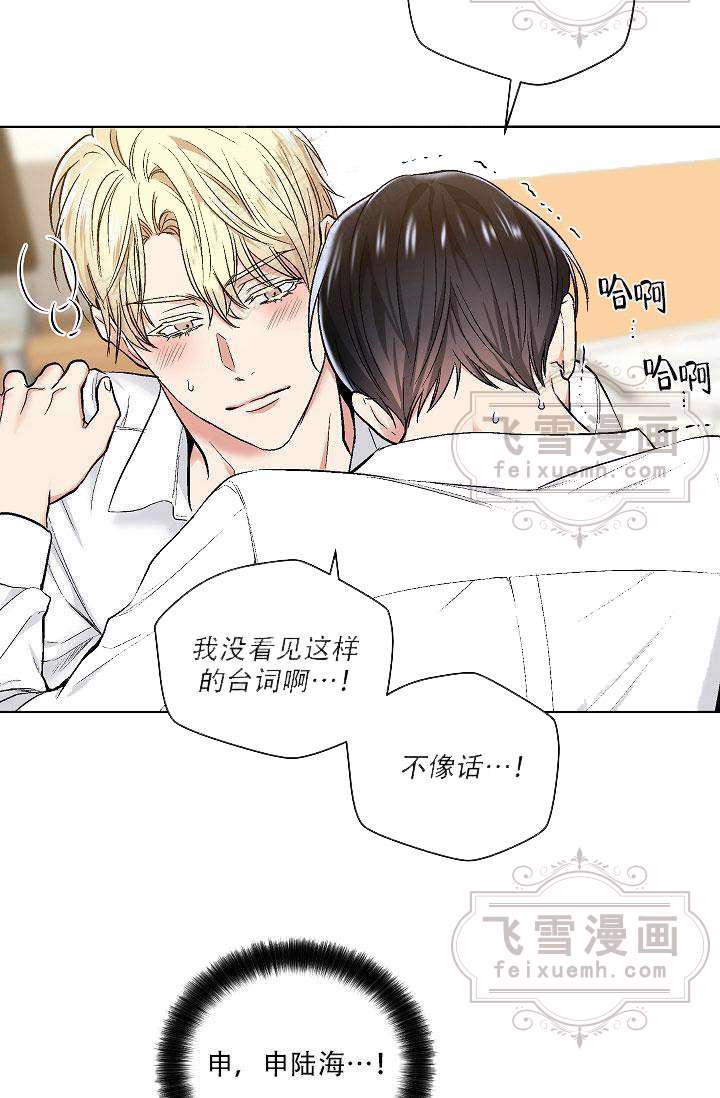 哈啊
哈啊
飞雪漫画
feixuemh.com
我没看见这样
的台词啊…！
不像话…！
飞雪漫画
feixuemh.com
申，申陆海…！